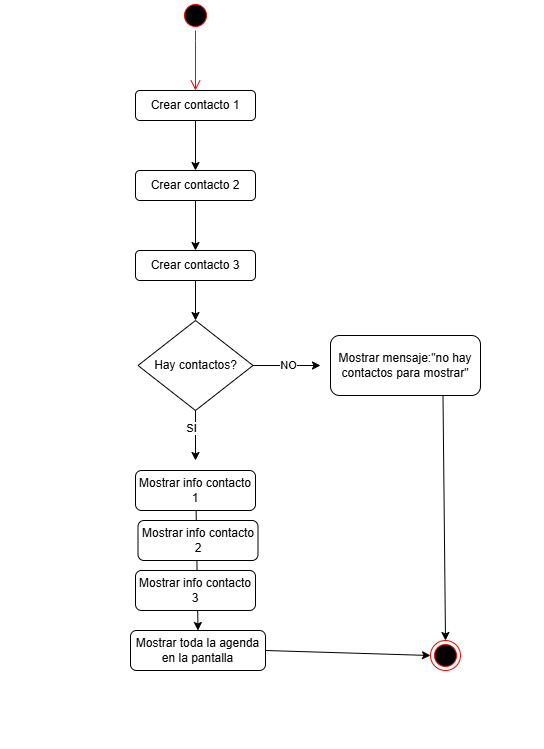 Crear contacto 1
Crear contacto 2
Crear contacto 3
Hay contactos?
NO
Mostrar mensaje:"no hay
contactos para mostrar"
SI
Mostrar info contacto
1
Mostrar info contacto
2
Mostrar info contacto
3
Mostrar toda la agenda
en la pantalla